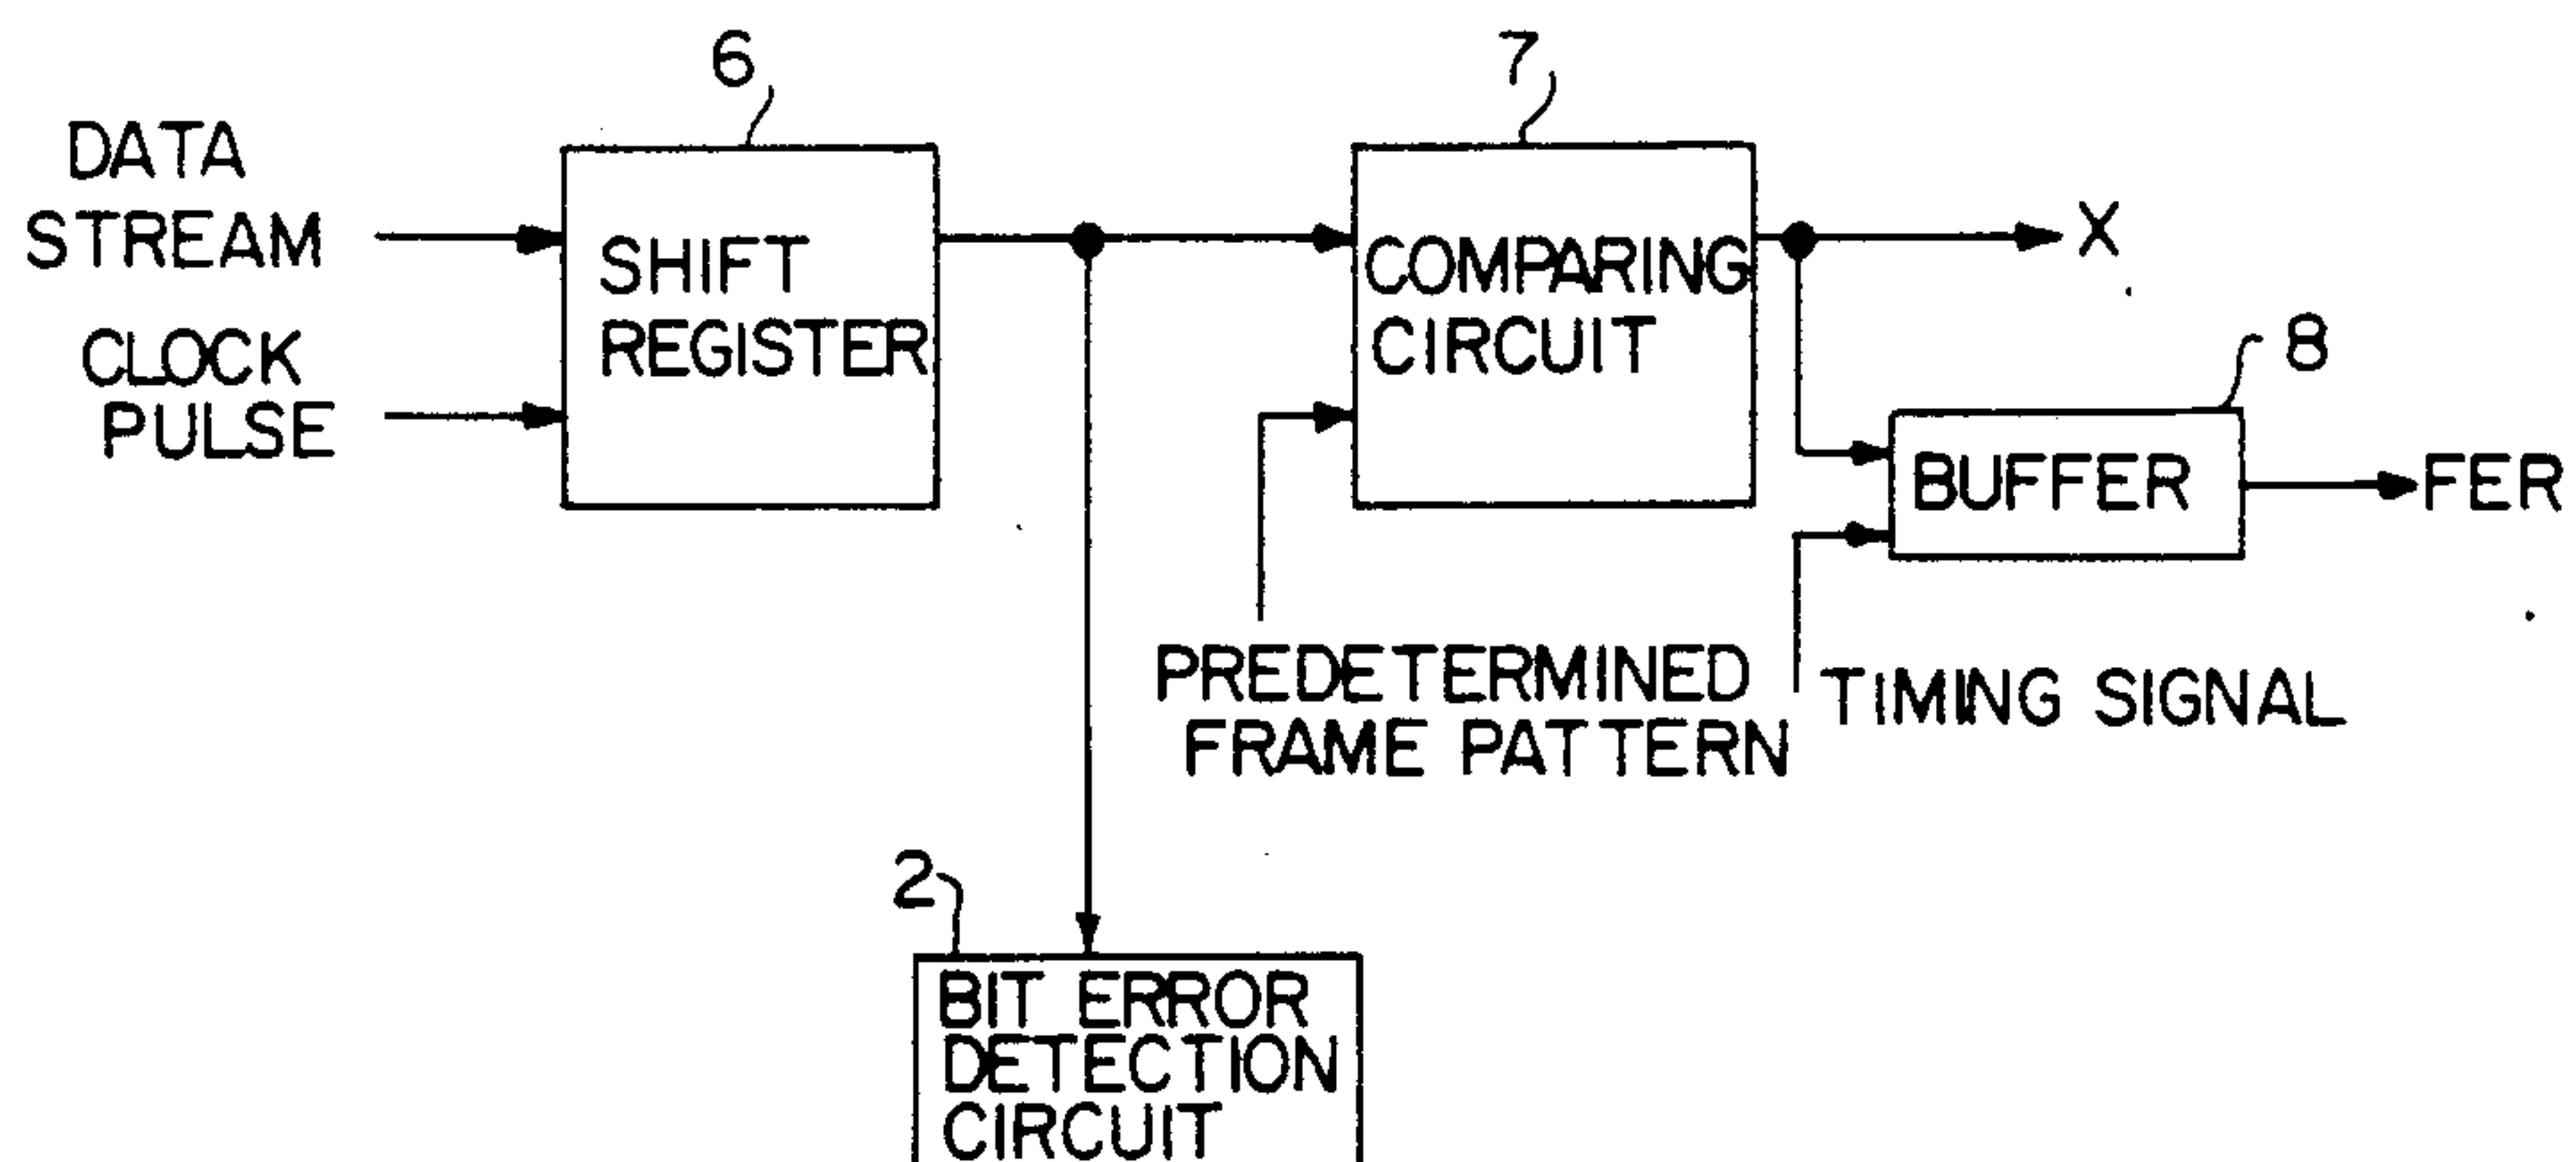 6
7
DATA
STREAM
SHIFT
REGISTER
COMPARING
CIRCUIT
X
CLOCK
PULSE
8
BUFFER
FER
PREDETERMINED
FRAME PATTERN
TIMING SIGNAL
2
BIT ERROR
DETECTION
CIRCUIT